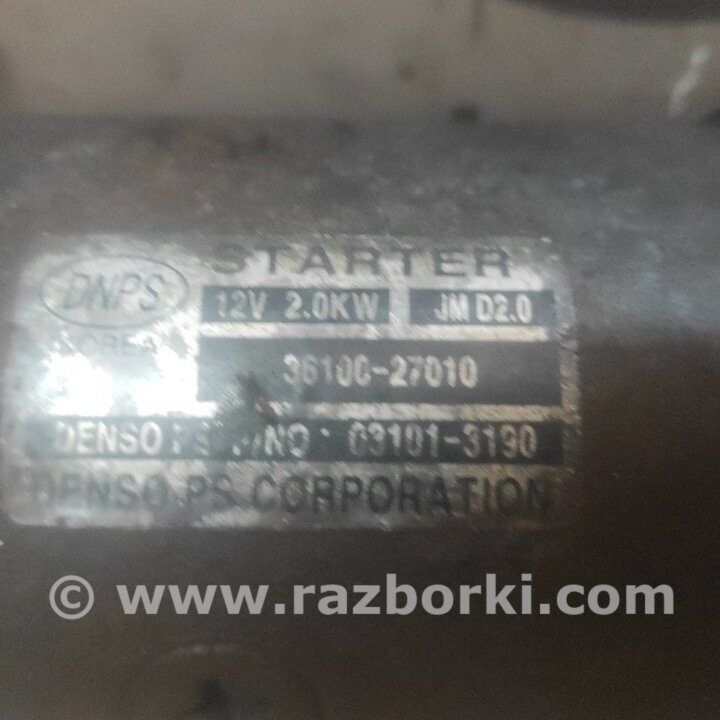 STARTER
DNPS
12V 2.0KW JM D2.0
KOREA
36100-27010
DENSO PS P/NO : 03101-3190
DENSO PS CORPORATION
© www.razborki.com